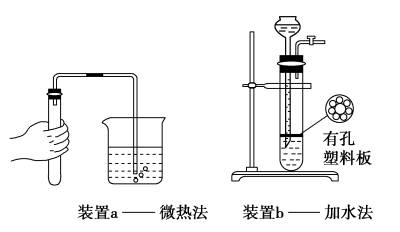 有孔
塑料板
装置a —— 微热法
装置b —— 加水法